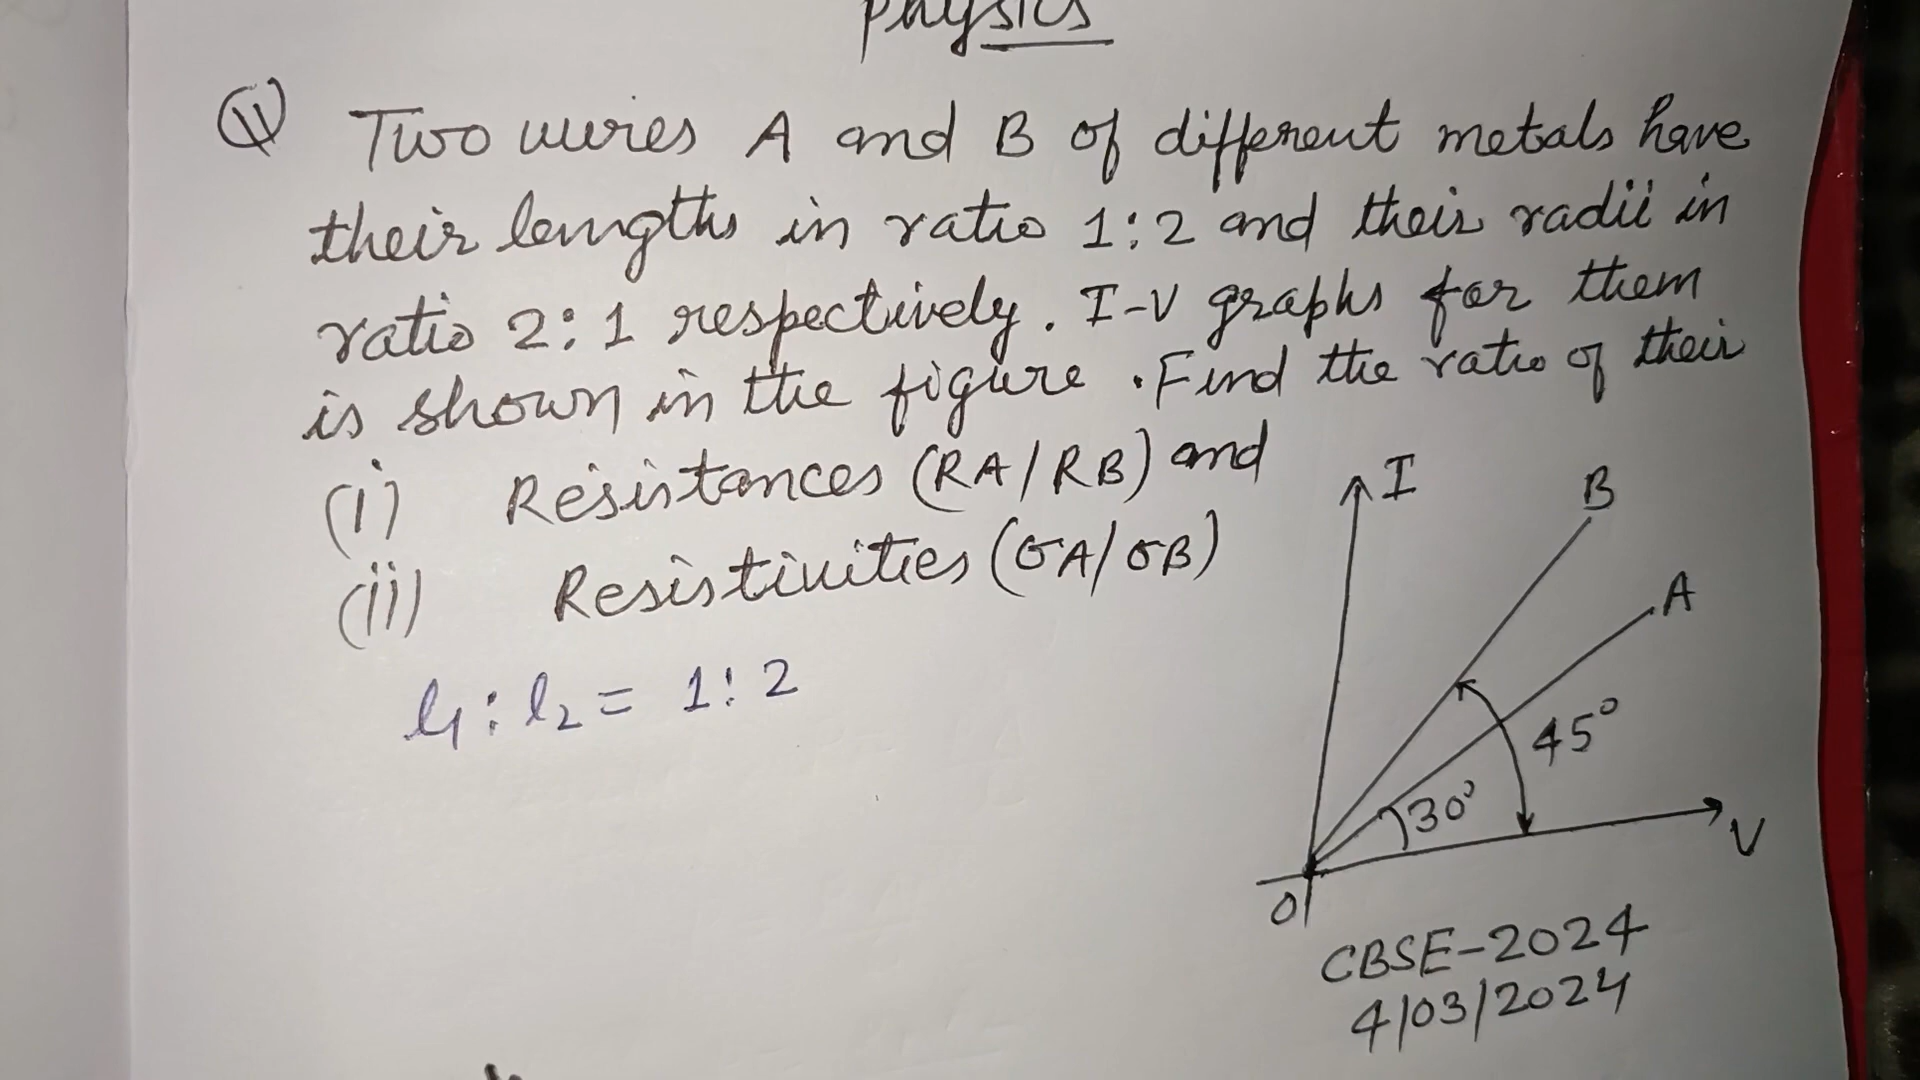 Physics
11 Two wires A and B of different metals have
their lengths in ratio 1:2 and their radii in
ratio 2:1 respectively. I-V graphs for them
is shown in the figure. Find the ratio of their
(i) Resistances (RA/RB) and
(ii) Resistivities (σA/σB)
l1 : l2 = 1:2
I
B
A
45°
30°
V
O
CBSE-2024
4/03/2024